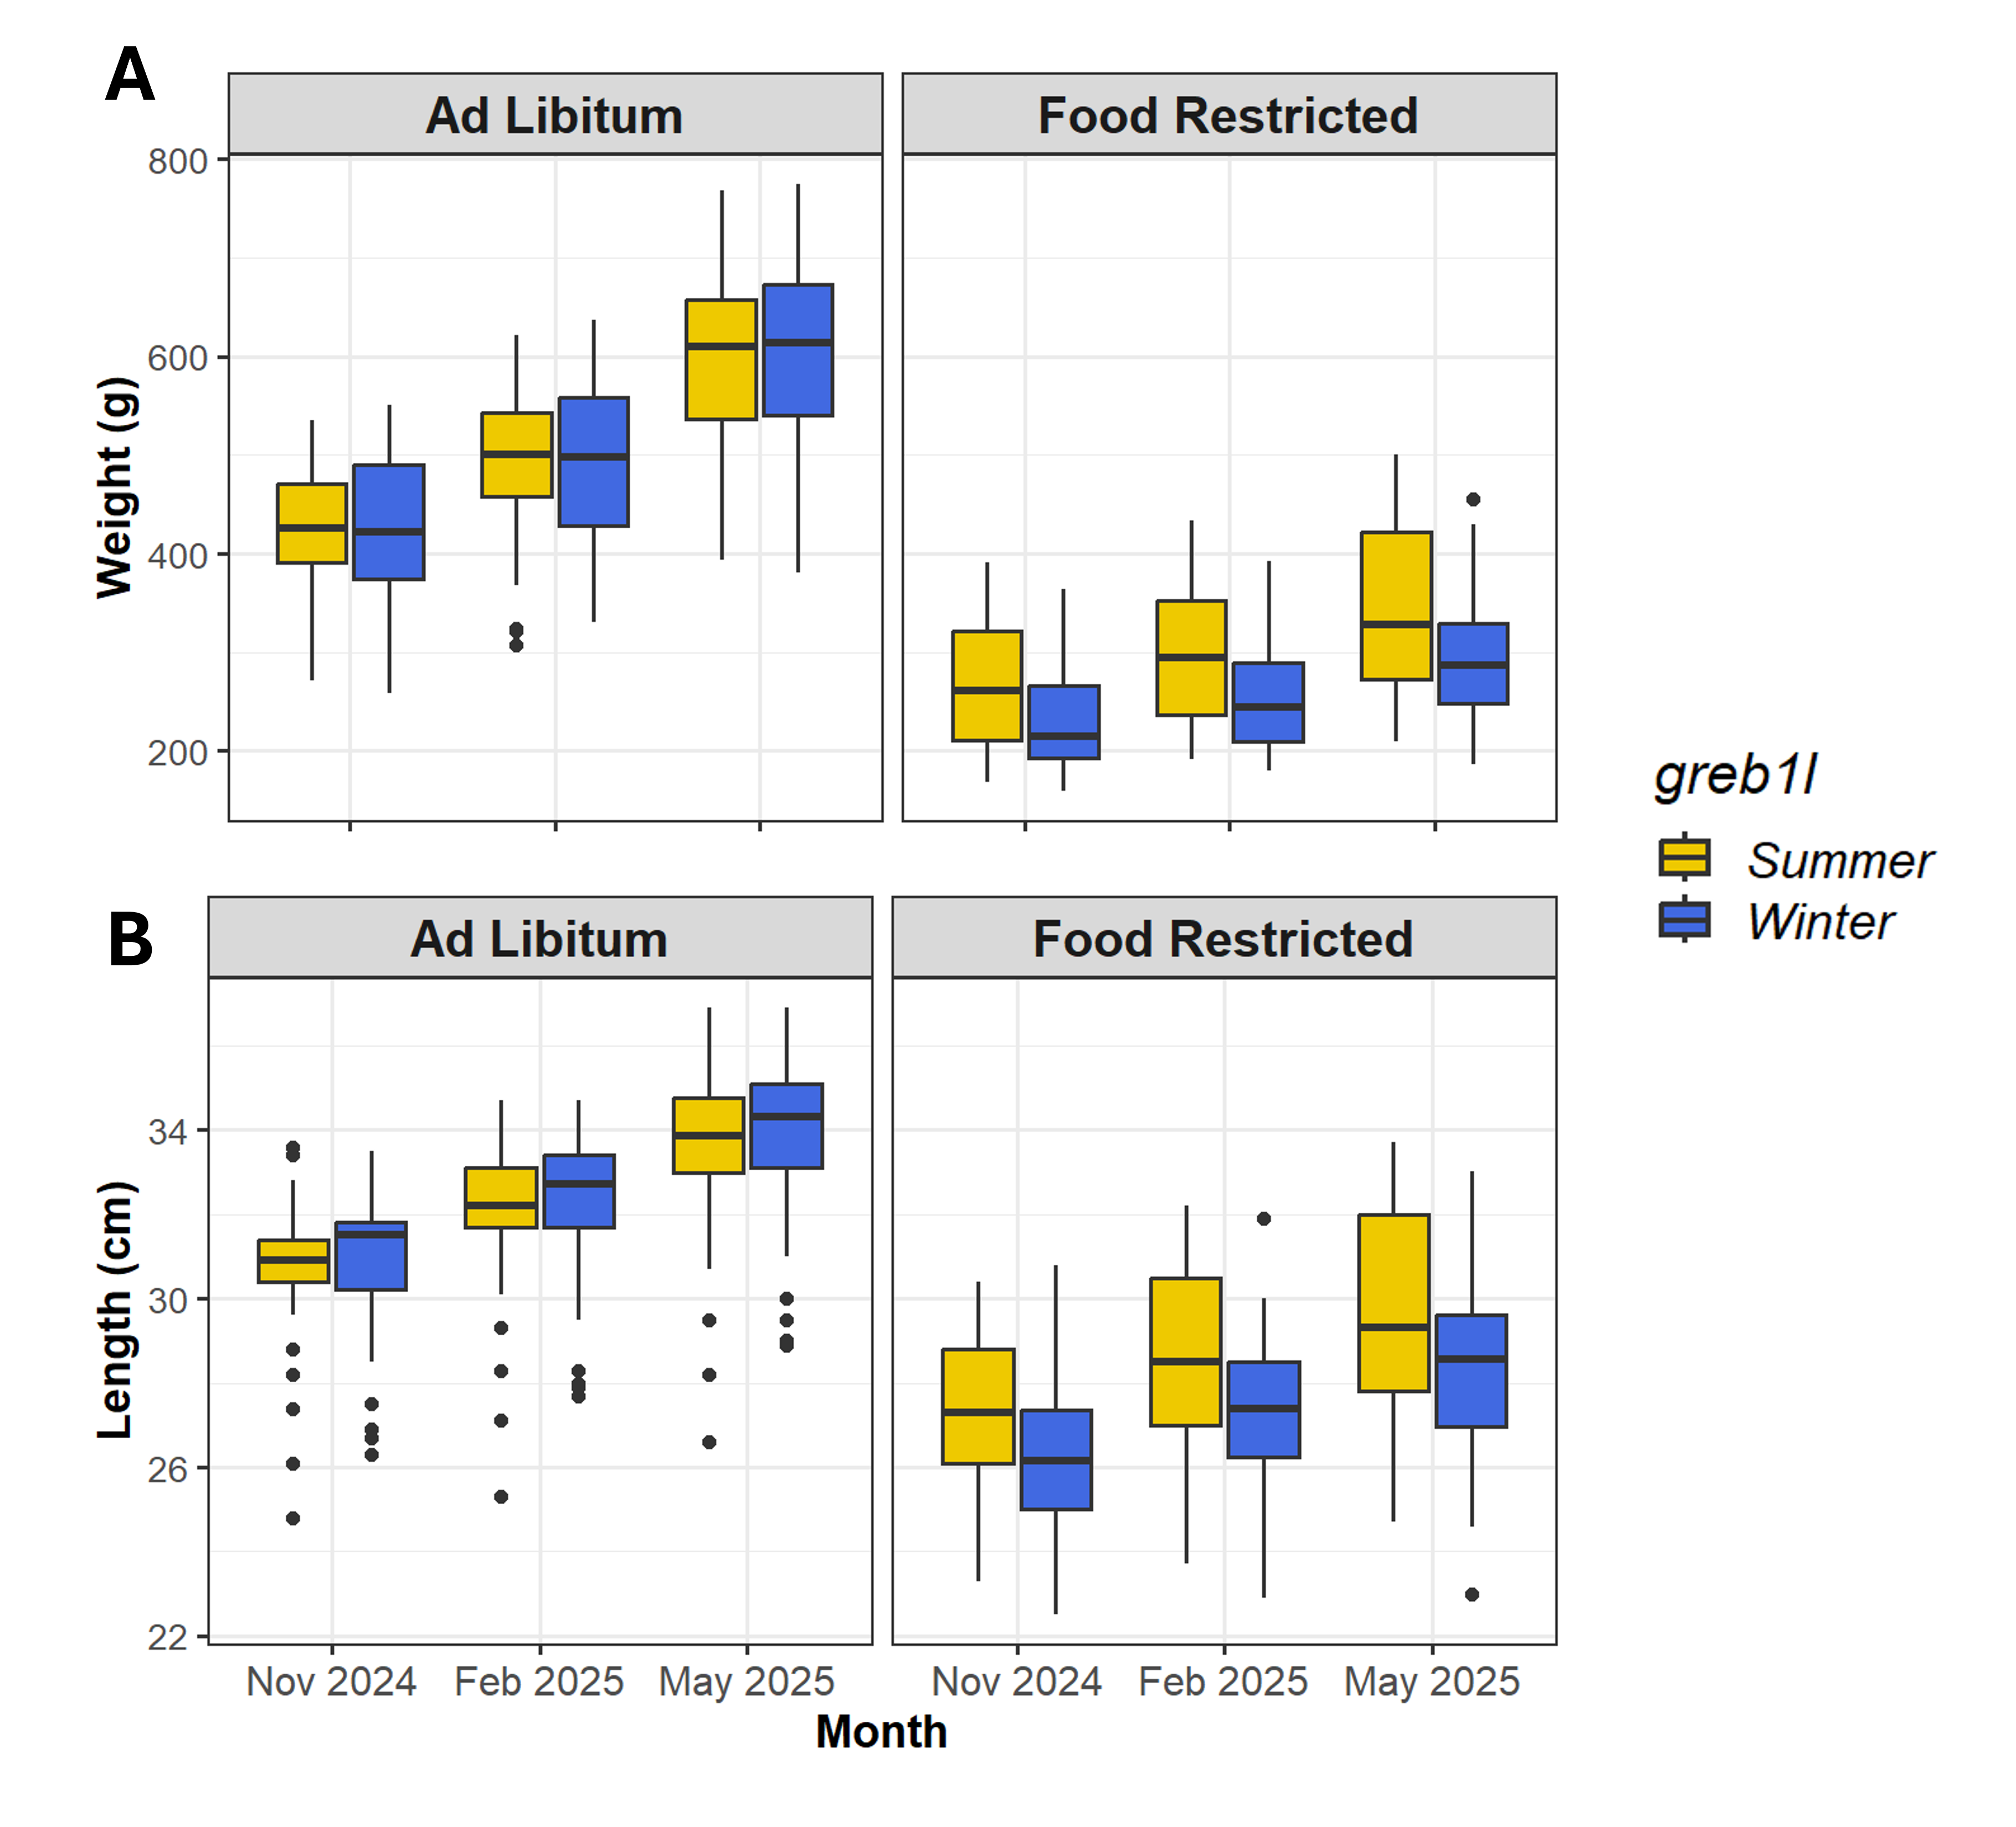 A
Ad Libitum Food Restricted
800
600
400
200
Weight (g)
greb1l
Summer
Winter
B
Ad Libitum Food Restricted
34
30
26
22
Length (cm)
Nov 2024 Feb 2025 May 2025 Nov 2024 Feb 2025 May 2025
Month